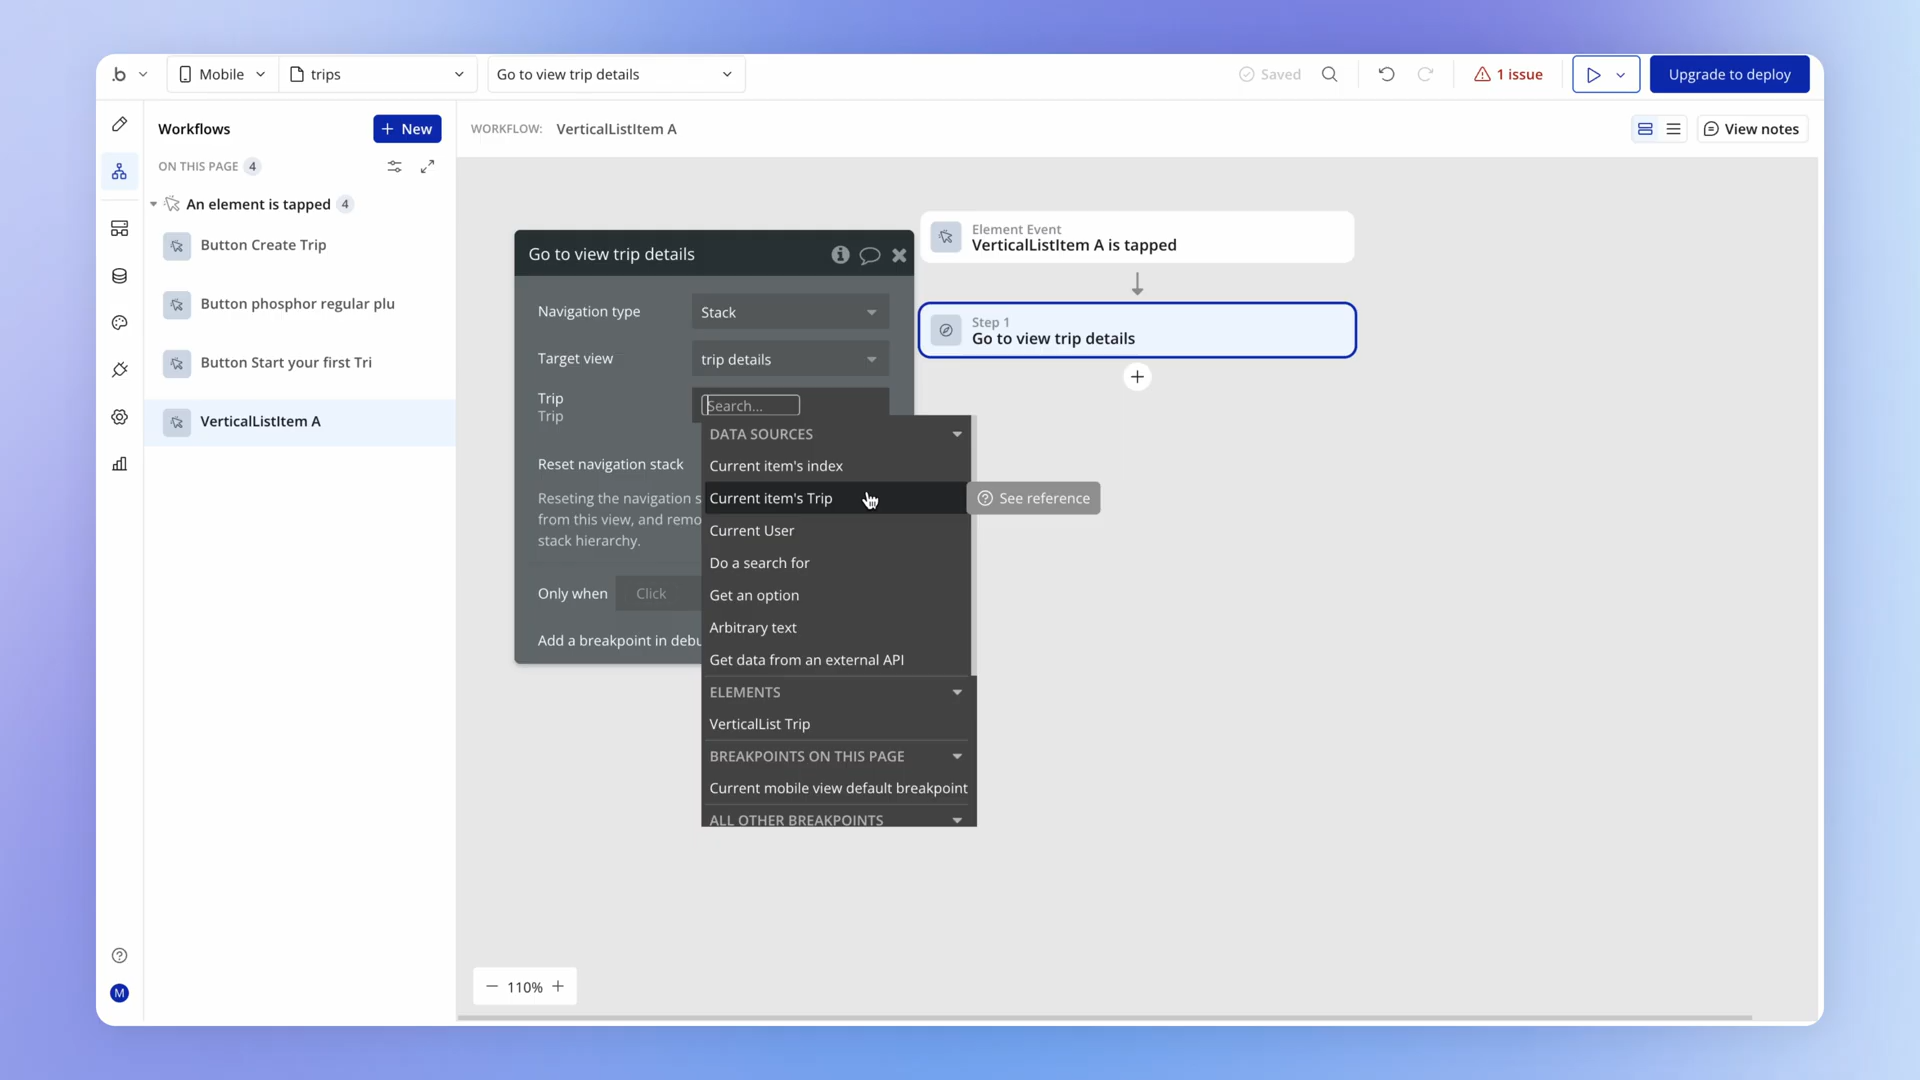 .b
Mobile
trips
Go to view trip details
Saved
1 issue
Upgrade to deploy
Workflows
+ New
WORKFLOW: VerticalListItem A
View notes
ON THIS PAGE 4
An element is tapped 4
Button Create Trip
Button phosphor regular plu
Button Start your first Tri
VerticalListItem A
Element Event
VerticalListItem A is tapped
Step 1
Go to view trip details
Go to view trip details
Navigation type
Stack
Target view
trip details
Trip
Trip
Search...
Reset navigation stack
Resetting the navigation s
from this view, and remo
stack hierarchy.
Only when
Click
Add a breakpoint in debu
DATA SOURCES
Current item's index
Current item's Trip
See reference
Current User
Do a search for
Get an option
Arbitrary text
Get data from an external API
ELEMENTS
VerticalList Trip
BREAKPOINTS ON THIS PAGE
Current mobile view default breakpoint
ALL OTHER BREAKPOINTS
M
110%